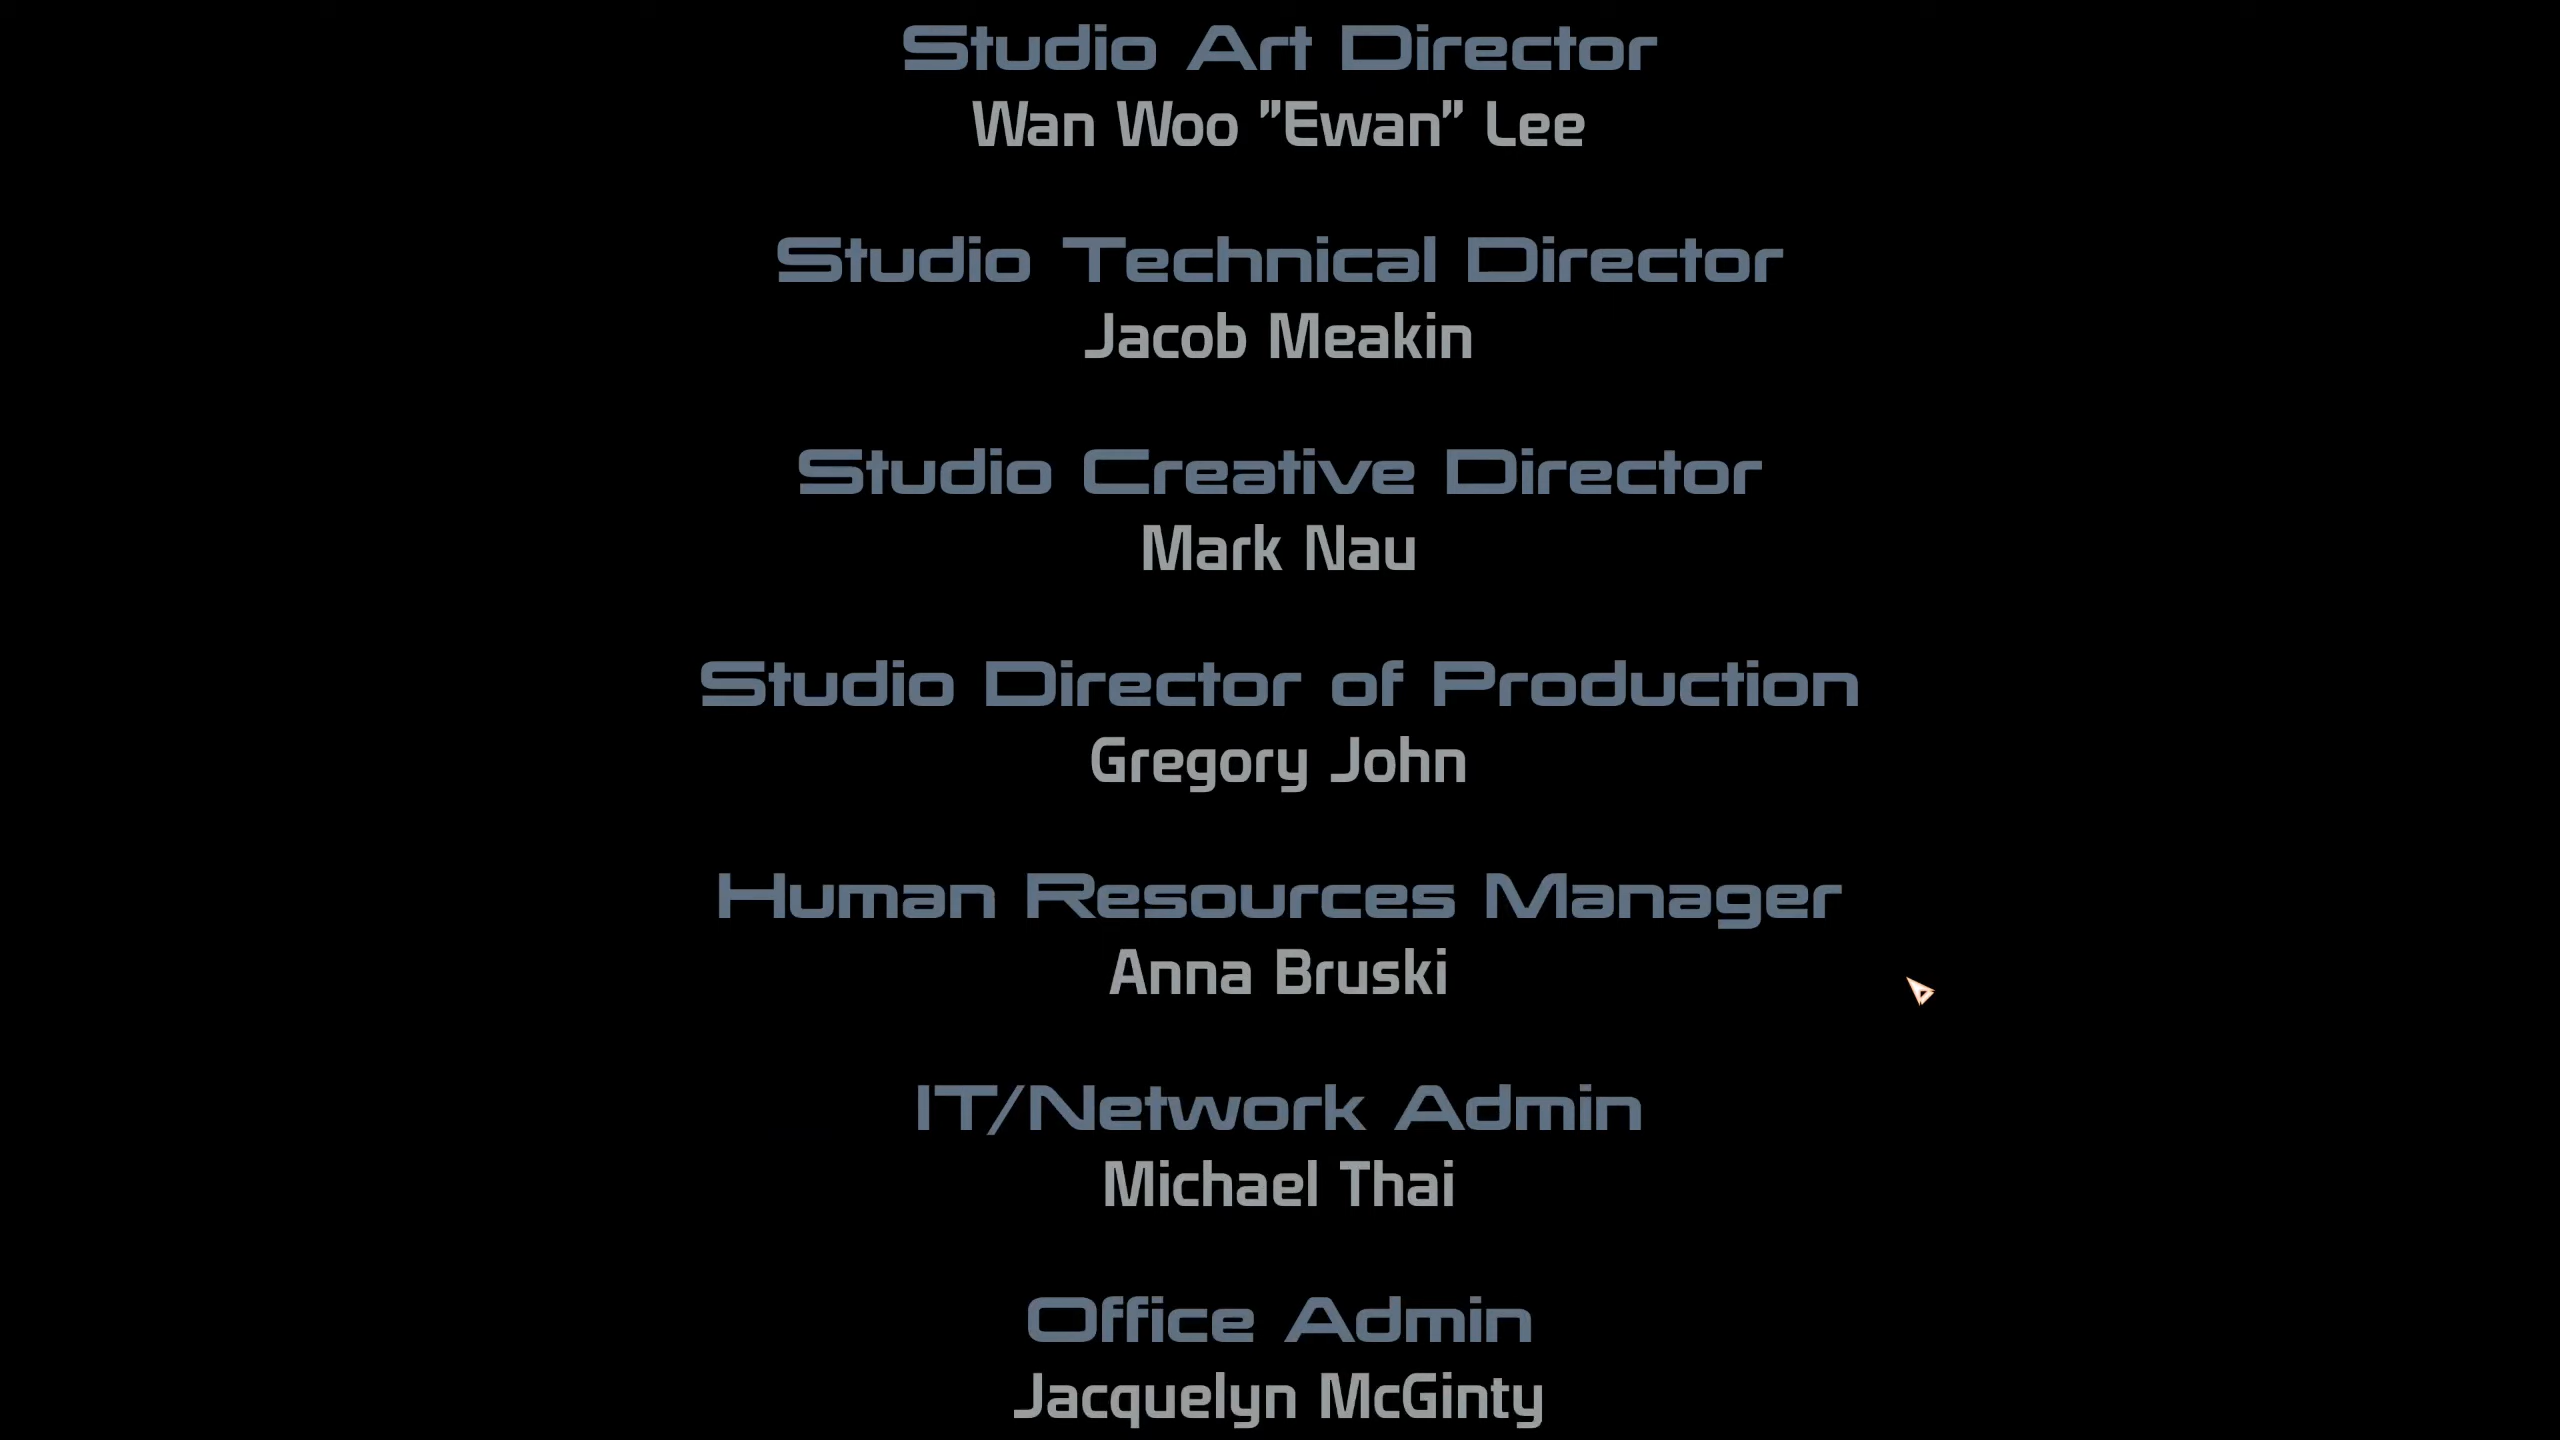 Studio Art Director
Wan Woo "Ewan" Lee
Studio Technical Director
Jacob Meakin
Studio Creative Director
Mark Nau
Studio Director of Production
Gregory John
Human Resources Manager
Anna Bruski
IT/Network Admin
Michael Thai
Office Admin
Jacquelyn McGinty